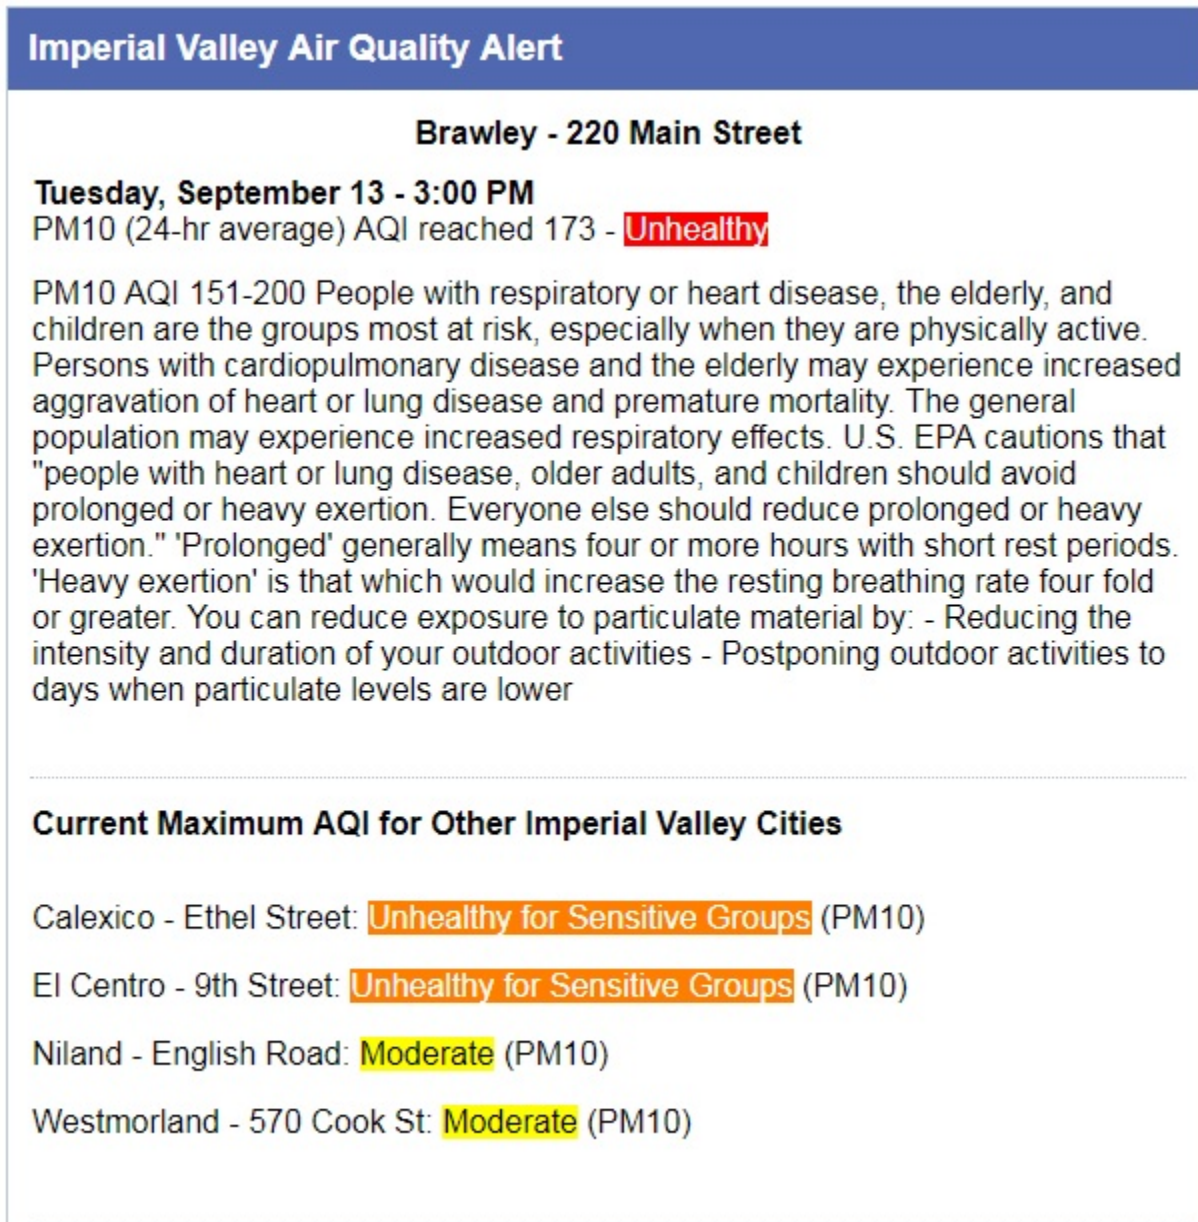 Imperial Valley Air Quality Alert
Brawley - 220 Main Street
Tuesday, September 13 - 3:00 PM
PM10 (24-hr average) AQI reached 173 - Unhealthy
PM10 AQI 151-200 People with respiratory or heart disease, the elderly, and
children are the groups most at risk, especially when they are physically active.
Persons with cardiopulmonary disease and the elderly may experience increased
aggravation of heart or lung disease and premature mortality. The general
population may experience increased respiratory effects. U.S. EPA cautions that
"people with heart or lung disease, older adults, and children should avoid
prolonged or heavy exertion. Everyone else should reduce prolonged or heavy
exertion." 'Prolonged' generally means four or more hours with short rest periods.
'Heavy exertion' is that which would increase the resting breathing rate four fold
or greater. You can reduce exposure to particulate material by: - Reducing the
intensity and duration of your outdoor activities - Postponing outdoor activities to
days when particulate levels are lower
Current Maximum AQI for Other Imperial Valley Cities
Calexico - Ethel Street: Unhealthy for Sensitive Groups (PM10)
El Centro - 9th Street: Unhealthy for Sensitive Groups (PM10)
Niland - English Road: Moderate (PM10)
Westmorland - 570 Cook St: Moderate (PM10)